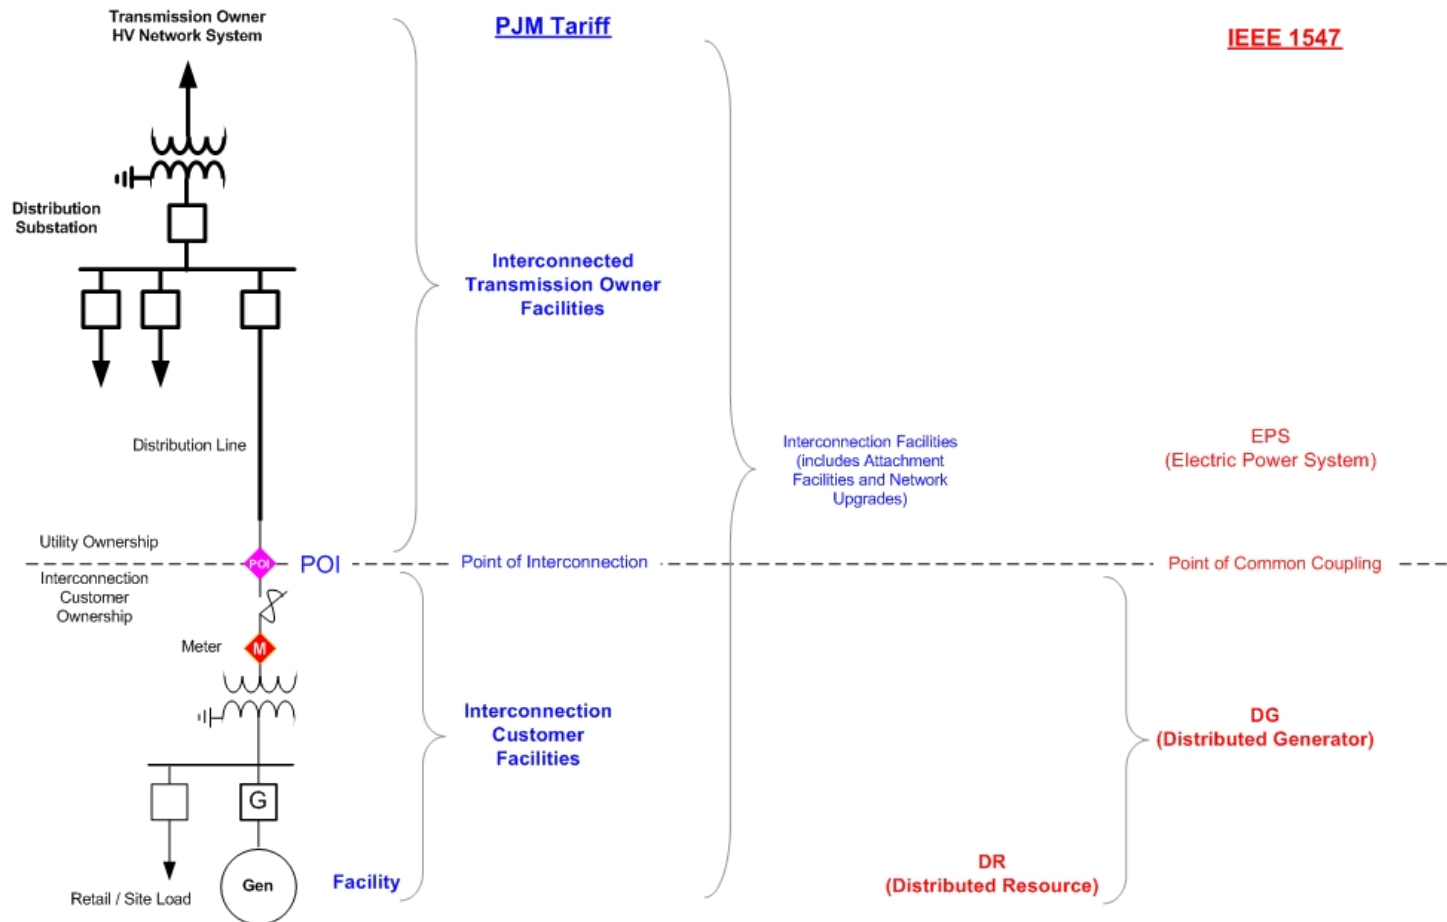 Transmission Owner
HV Network System
PJM Tariff
IEEE 1547
Distribution
Substation
Interconnected
Transmission Owner
Facilities
Distribution Line
Interconnection Facilities
(includes Attachment
Facilities and Network
Upgrades)
EPS
(Electric Power System)
Utility Ownership
POI
POI
Point of Interconnection
Point of Common Coupling
Interconnection
Customer
Ownership
Meter
M
Interconnection
Customer
Facilities
DG
(Distributed Generator)
G
Gen
Facility
DR
(Distributed Resource)
Retail / Site Load